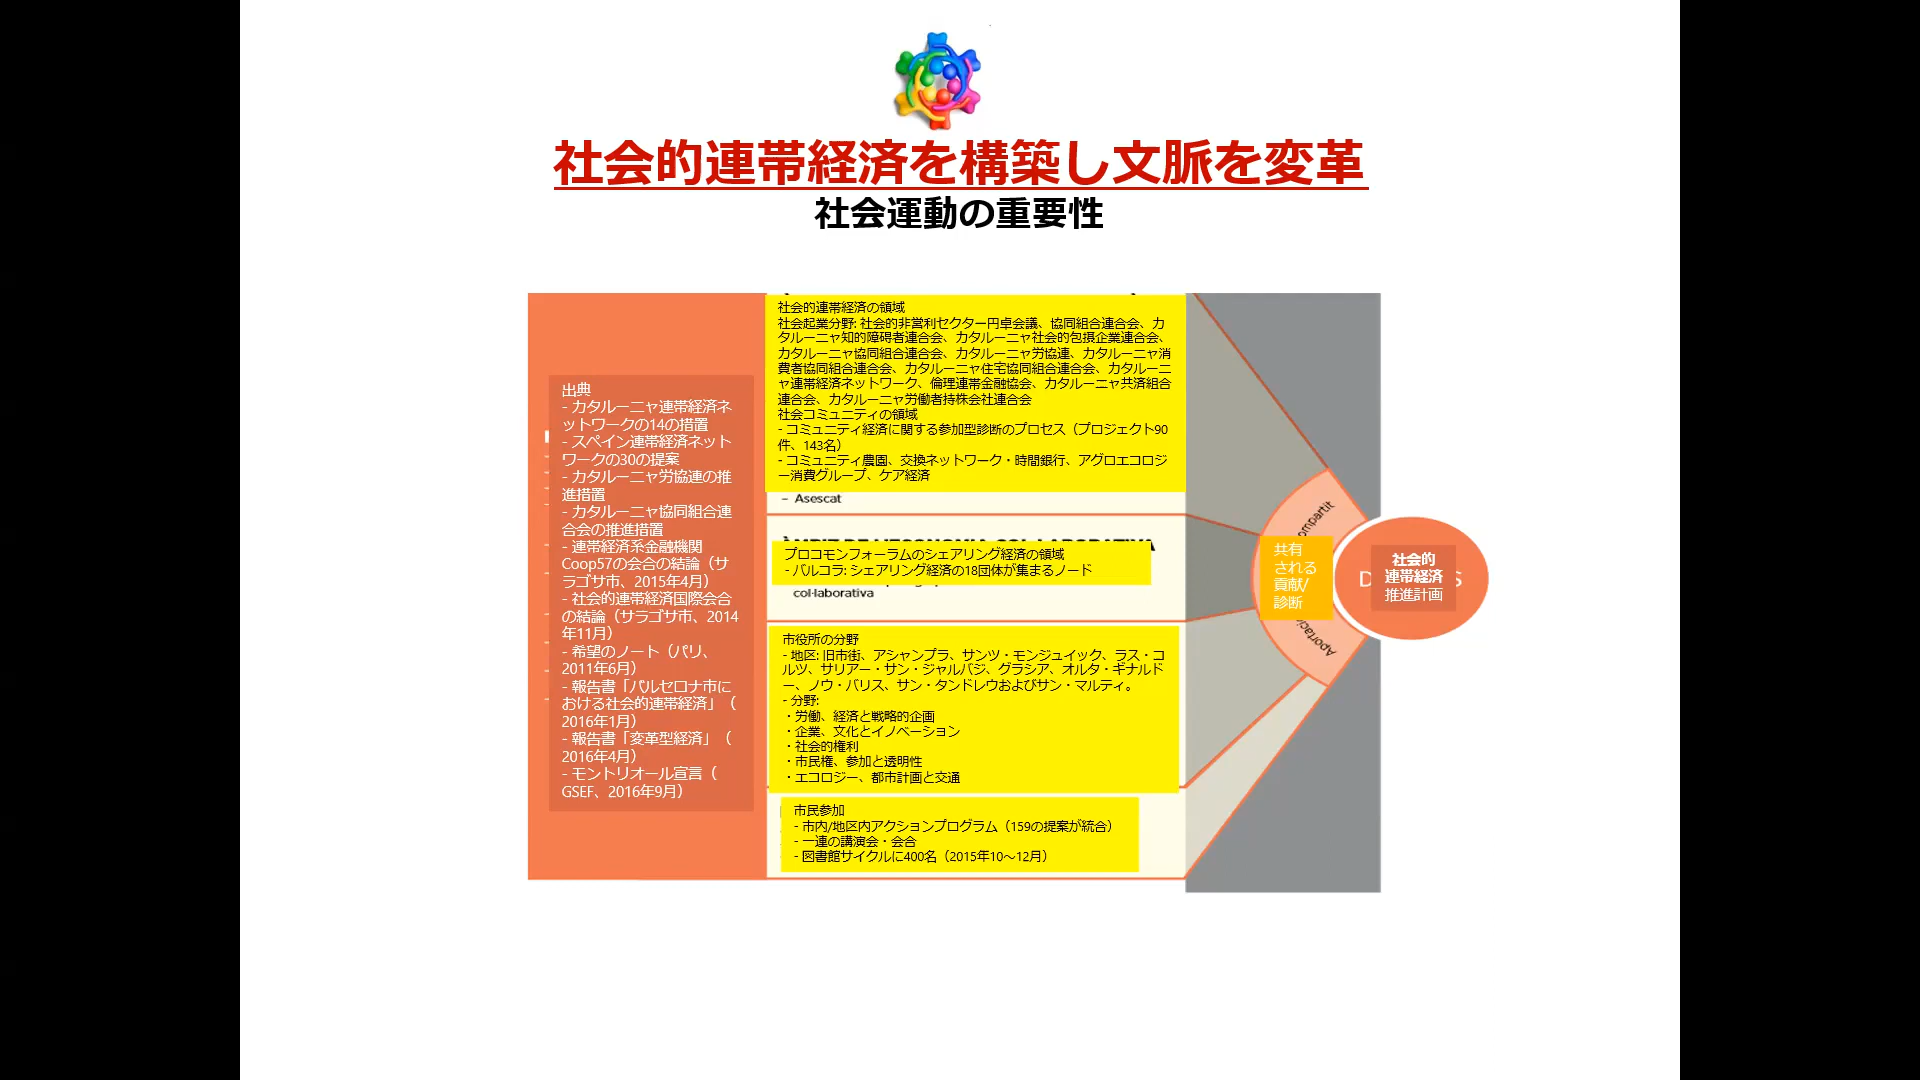 社会的連帯経済を構築し文脈を変革
社会運動の重要性
出典
- カタルーニャ連帯経済ネ
ットワークの14の措置
- スペイン連帯経済ネット
ワークの30の提案
- カタルーニャ労協連の推
進措置
- カタルーニャ協同組合連
合会の推進措置
- 連帯経済系金融機関
Coop57の会合の結論（サ
ラゴサ市、2015年4月）
- 社会的連帯経済国際会合
の結論（サラゴサ市、2014
年11月）
- 希望のノート（パリ、
2011年6月）
- 報告書「バルセロナ市に
おける社会的連帯経済」（
2016年1月）
- 報告書「変革型経済」（
2016年4月）
- モントリオール宣言（
GSEF、2016年9月）
社会的連帯経済の領域
社会起業分野: 社会的非営利セクター円卓会議、協同組合連合会、カ
タルーニャ知的障碍者連合会、カタルーニャ社会的包摂企業連合会、
カタルーニャ協同組合連合会、カタルーニャ労協連、カタルーニャ消
費者協同組合連合会、カタルーニャ住宅協同組合連合会、カタルーニ
ャ連帯経済ネットワーク、倫理連帯金融協会、カタルーニャ共済組合
連合会、カタルーニャ労働者持株会社連合会
社会コミュニティの領域
- コミュニティ経済に関する参加型診断のプロセス（プロジェクト90
件、143名）
- コミュニティ農園、交換ネットワーク・時間銀行、アグロエコロジ
ー消費グループ、ケア経済
– Asescat
プロコモンフォーラムのシェアリング経済の領域
- バルコラ: シェアリング経済の18団体が集まるノード
col·laborativa
市役所の分野
- 地区: 旧市街、アシャンプラ、サンツ・モンジュイック、ラス・コ
ルツ、サリアー・サン・ジャルバジ、グラシア、オルタ・ギナルド
ー、ノウ・バリス、サン・タンドレウおよびサン・マルティ。
- 分野:
・労働、経済と戦略的企画
・企業、文化とイノベーション
・社会的権利
・市民権、参加と透明性
・エコロジー、都市計画と交通
市民参加
- 市内/地区内アクションプログラム（159の提案が統合）
- 一連の講演会・会合
- 図書館サイクルに400名（2015年10～12月）
共有
される
貢献/
診断
社会的
連帯経済
推進計画